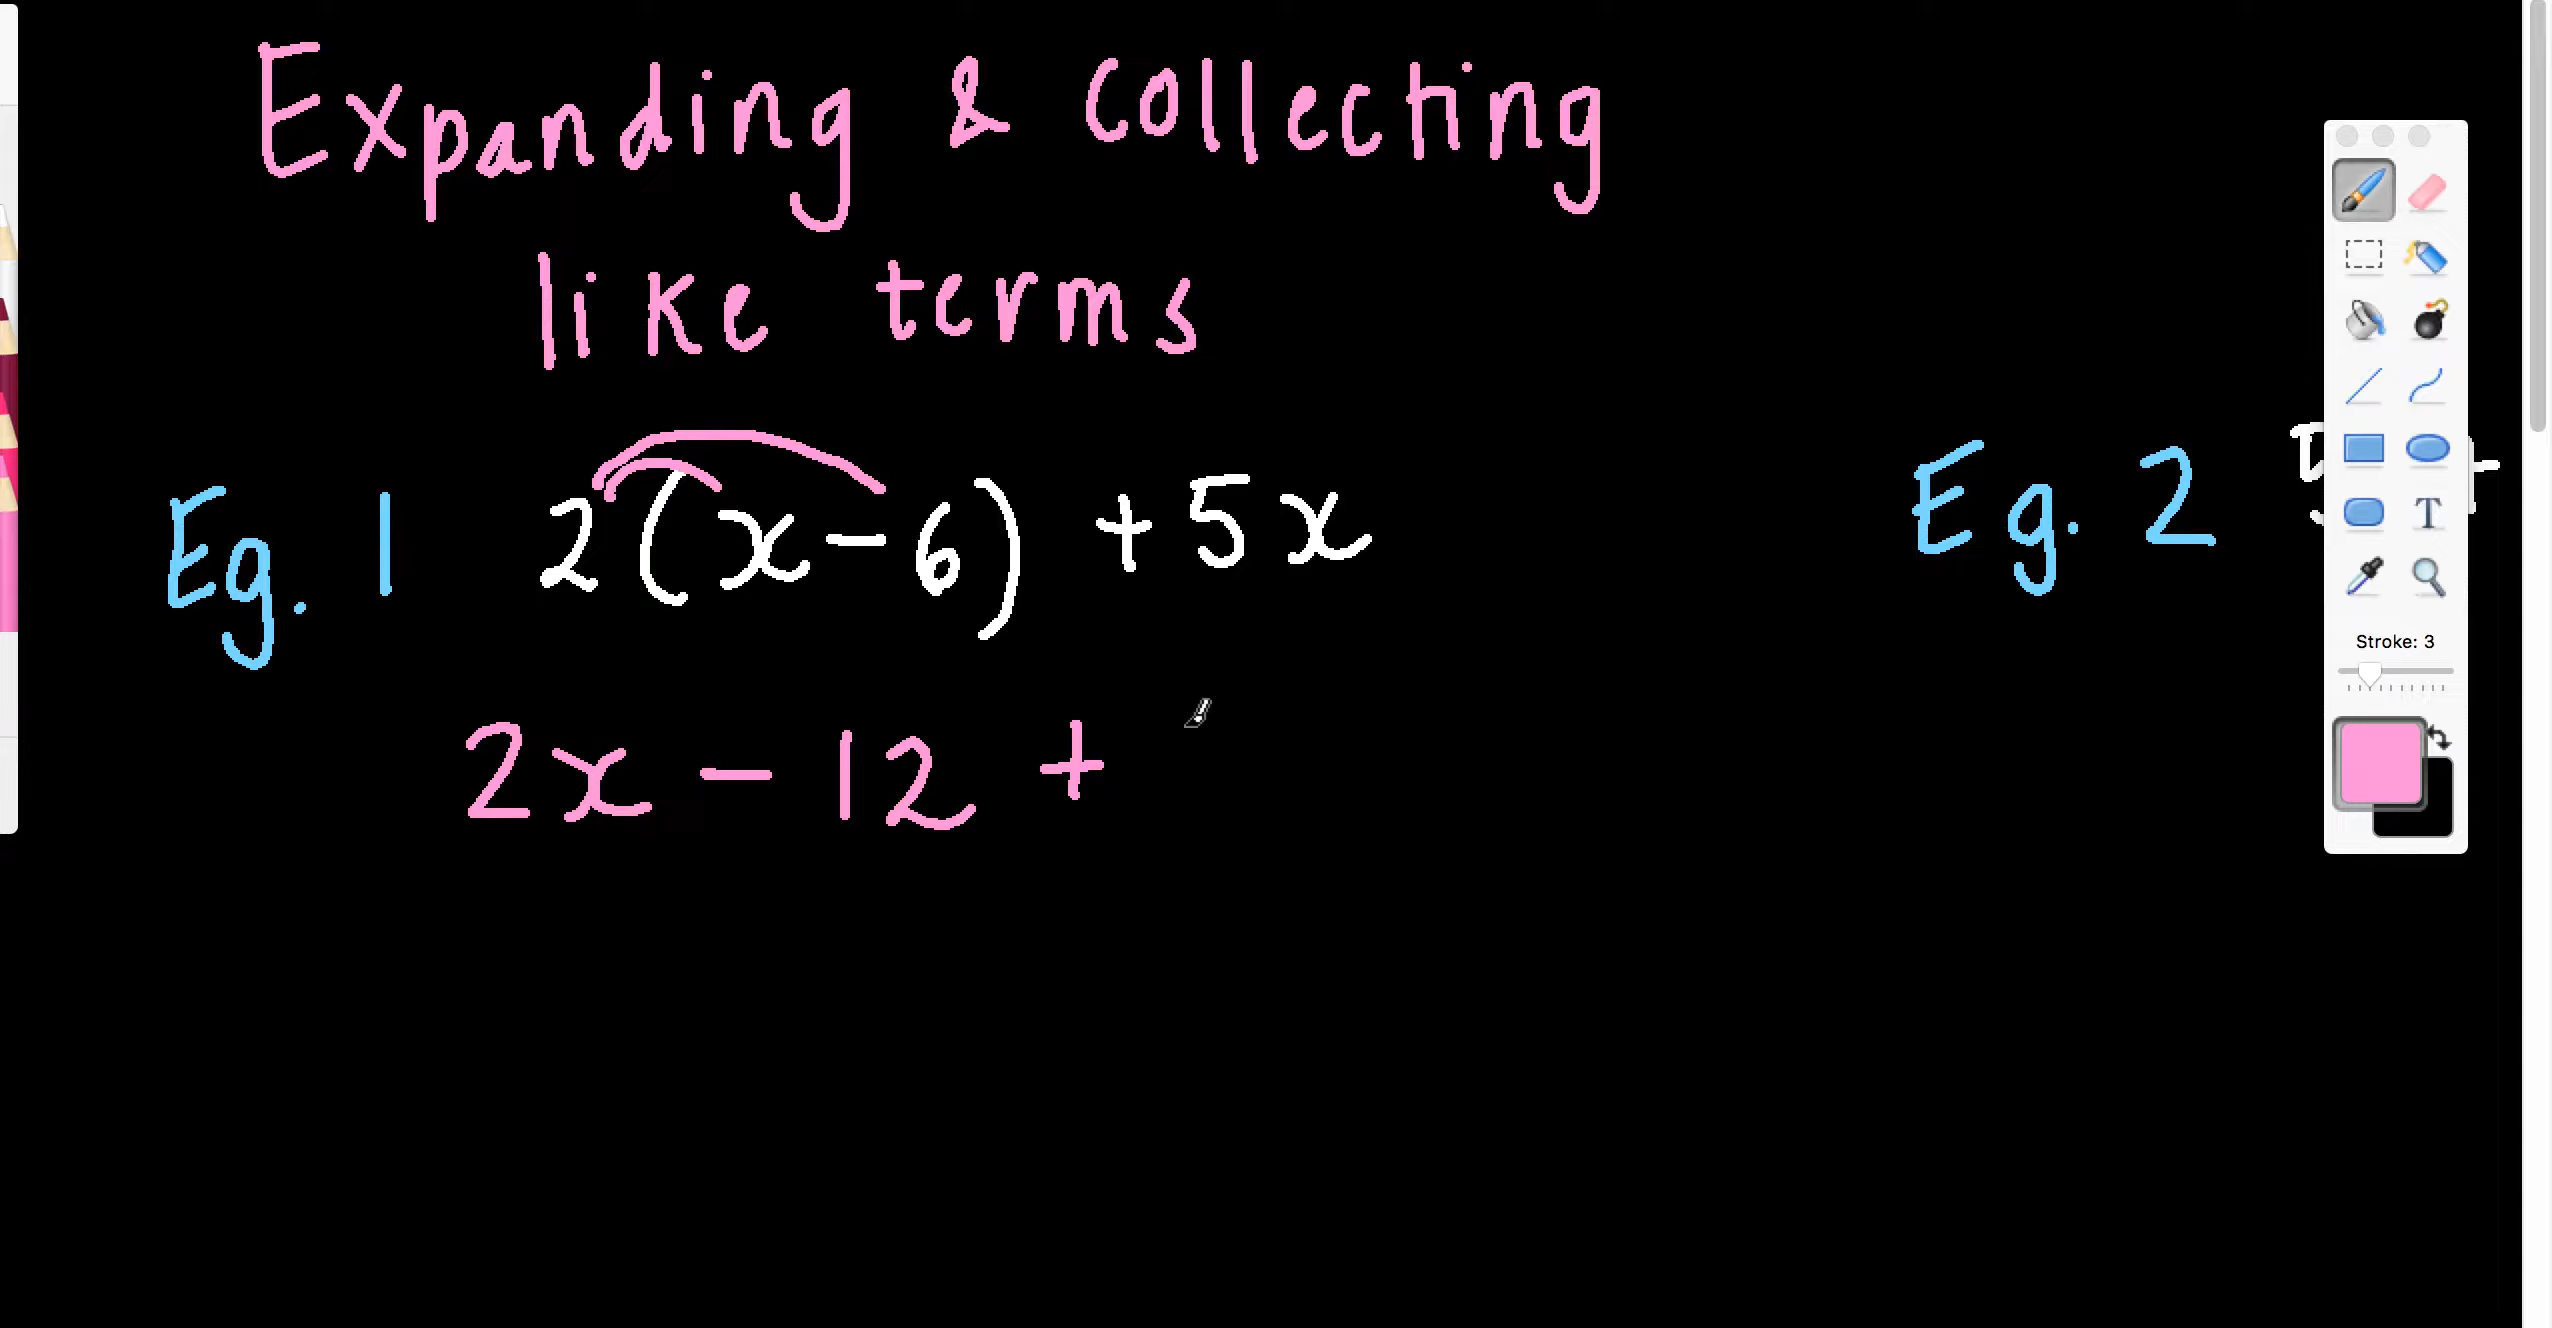 Expanding & collecting
like terms
Eg. 1 2(x-6) + 5x
Eg. 2
2x - 12 +
T
Stroke: 3